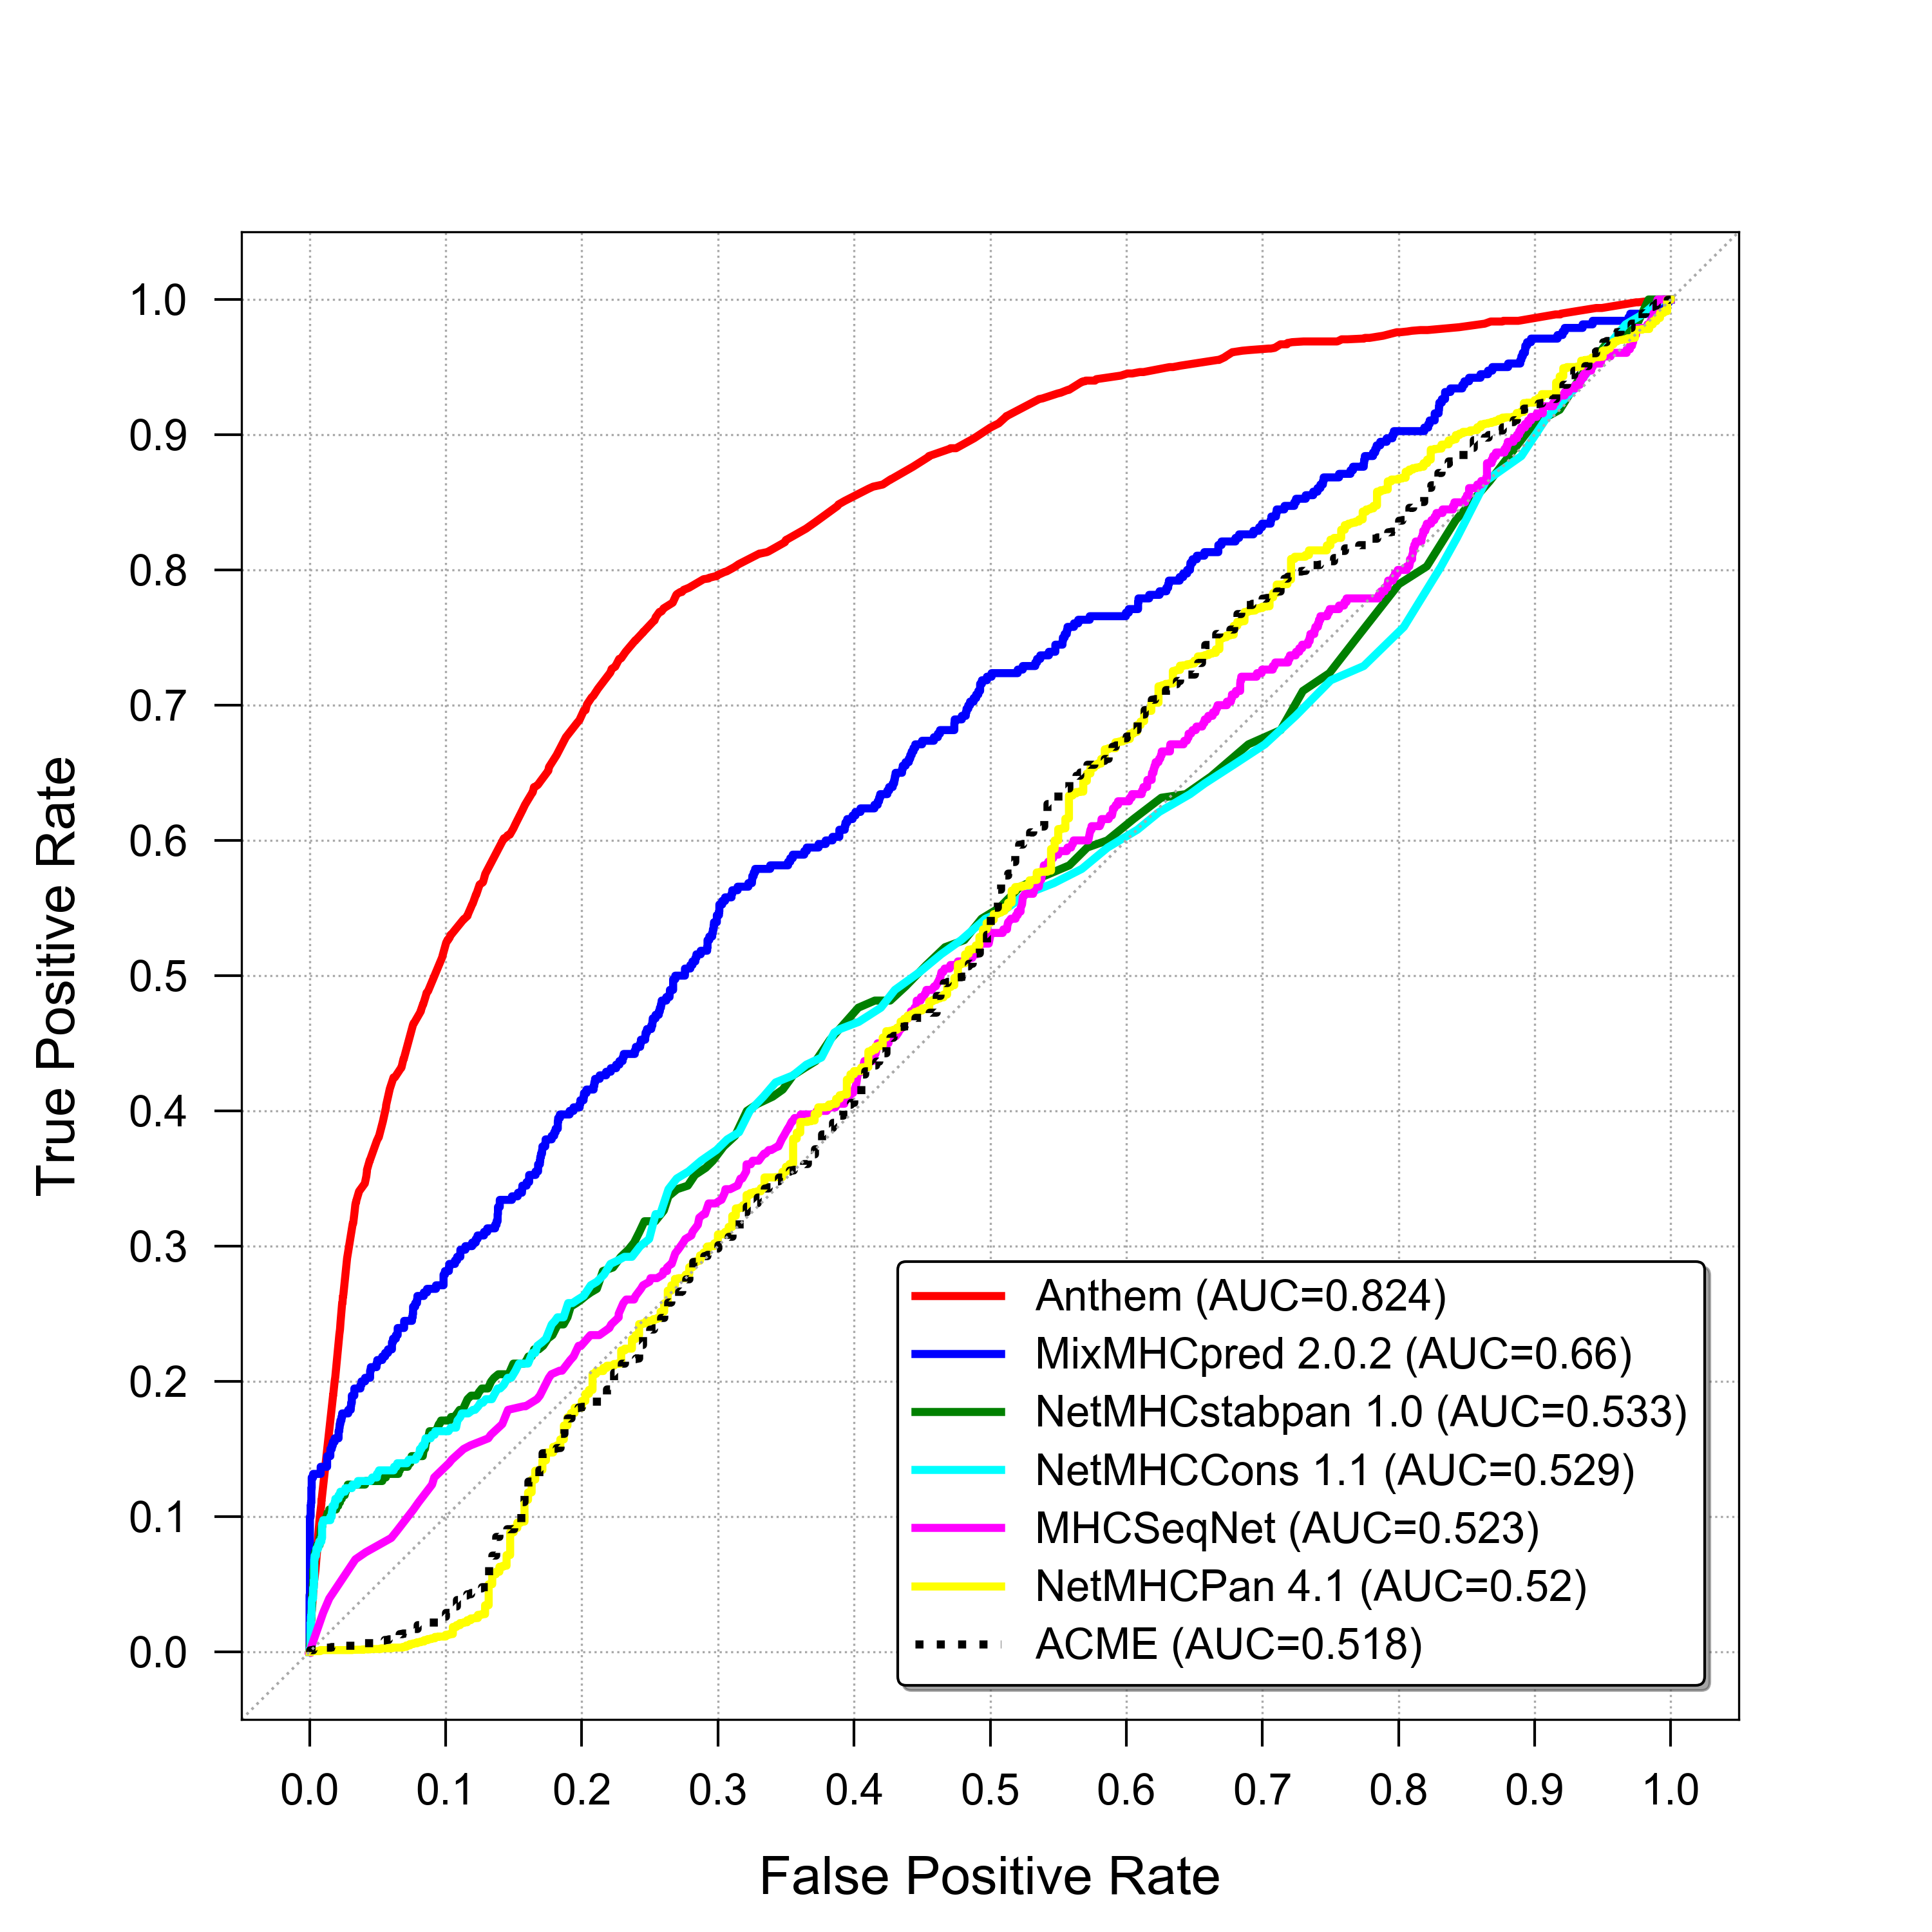 1.0
0.9
0.8
0.7
0.6
0.5
0.4
0.3
0.2
0.1
0.0
True Positive Rate
Anthem (AUC=0.824)
MixMHCpred 2.0.2 (AUC=0.66)
NetMHCstabpan 1.0 (AUC=0.533)
NetMHCCons 1.1 (AUC=0.529)
MHCSeqNet (AUC=0.523)
NetMHCPan 4.1 (AUC=0.52)
ACME (AUC=0.518)
0.0 0.1 0.2 0.3 0.4 0.5 0.6 0.7 0.8 0.9 1.0
False Positive Rate